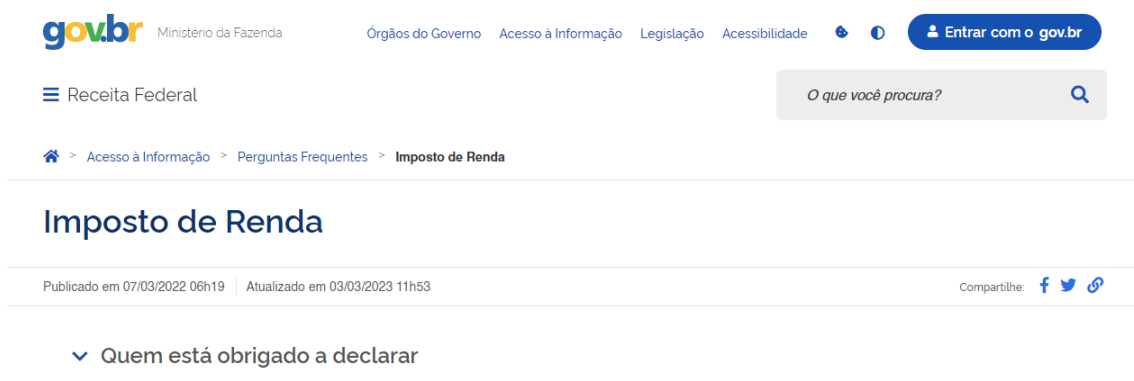 gov.br Ministério da Fazenda Órgãos do Governo Acesso à Informação Legislação Acessibilidade Entrar com o gov.br
Receita Federal O que você procura?
> Acesso à Informação > Perguntas Frequentes > Imposto de Renda
Imposto de Renda
Publicado em 07/03/2022 06h19 Atualizado em 03/03/2023 11h53 Compartilhe:
Quem está obrigado a declarar